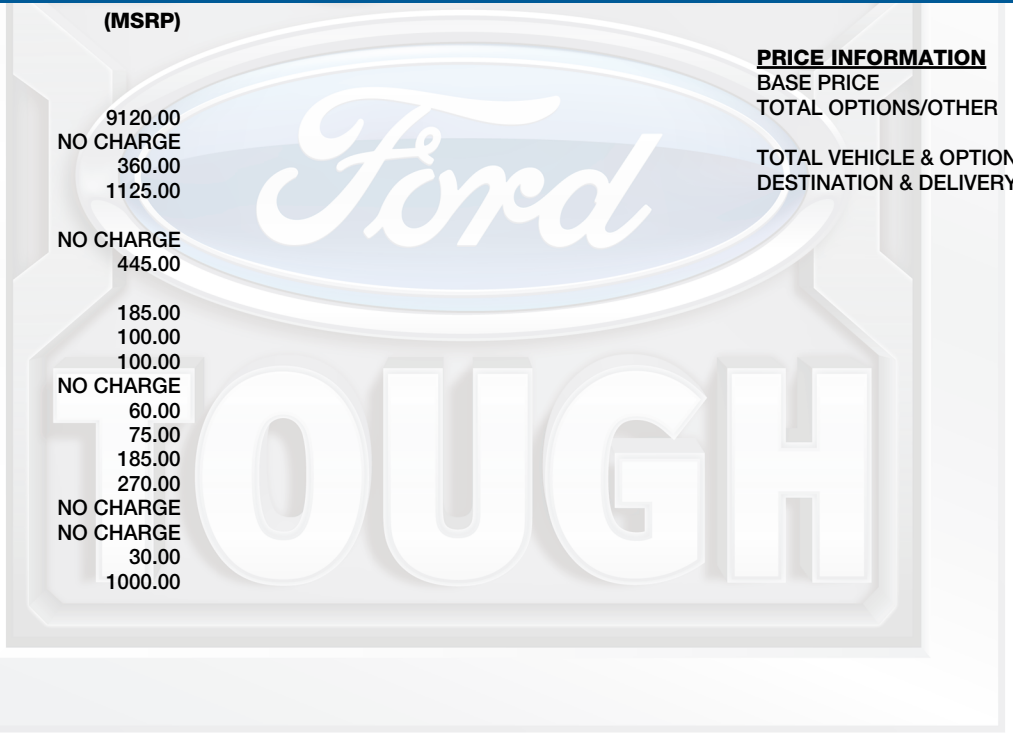 (MSRP)
9120.00
NO CHARGE
360.00
1125.00
NO CHARGE
445.00
185.00
100.00
100.00
NO CHARGE
60.00
75.00
185.00
270.00
NO CHARGE
NO CHARGE
30.00
1000.00
PRICE INFORMATION
BASE PRICE
TOTAL OPTIONS/OTHER
TOTAL VEHICLE & OPTION
DESTINATION & DELIVERY
Ford
TOUGH